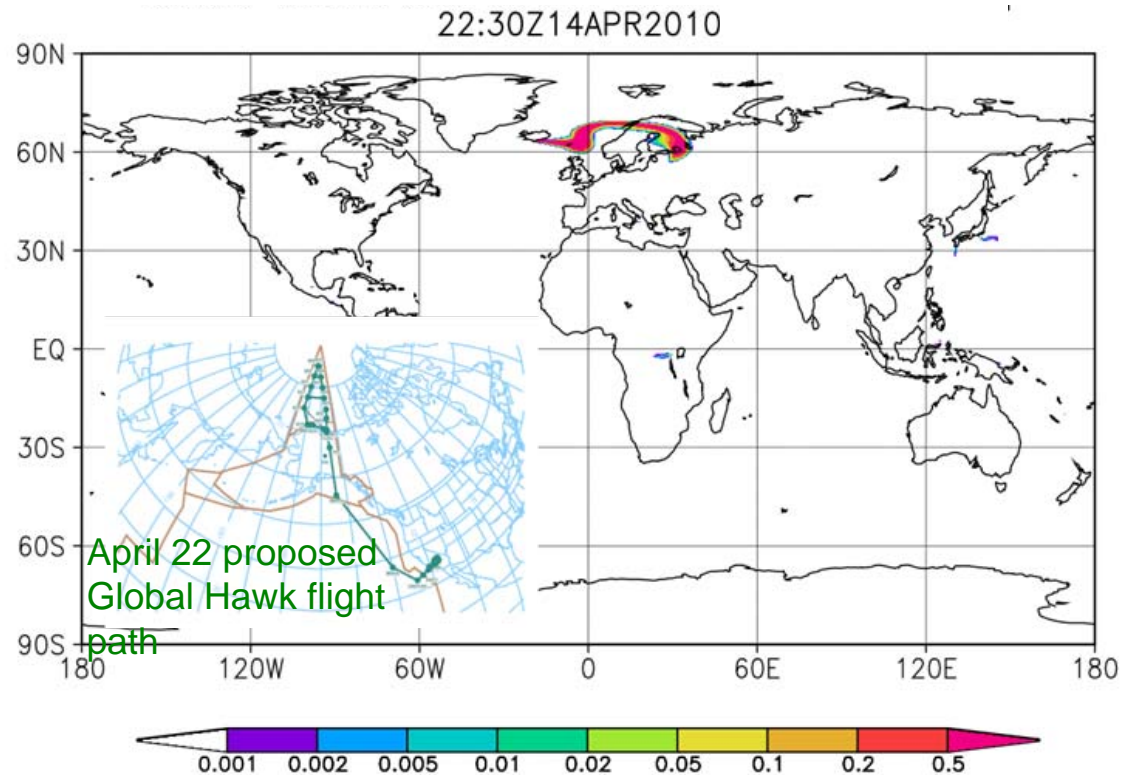 22:30Z14APR2010
90N
60N
30N
EQ
30S
60S
90S
April 22 proposed
Global Hawk flight
path
180 120W 60W 0 60E 120E 180
0.001 0.002 0.005 0.01 0.02 0.05 0.1 0.2 0.5